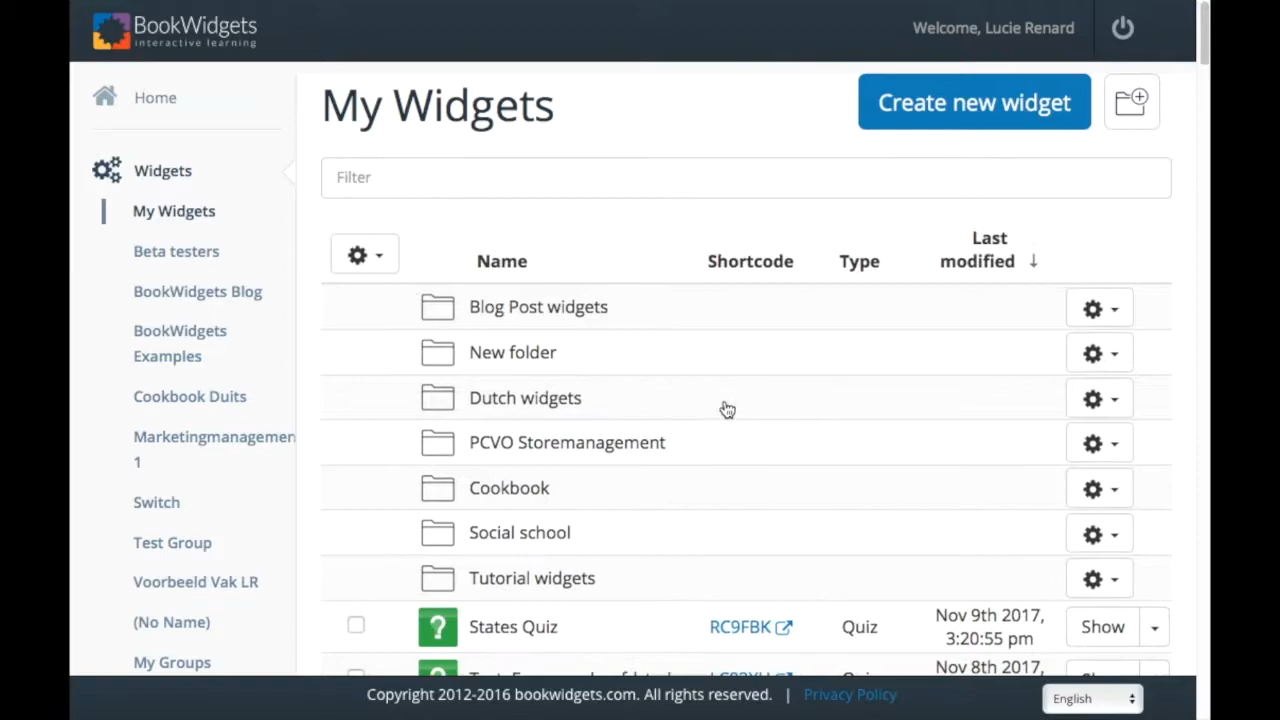 BookWidgets
interactive learning
Welcome, Lucie Renard
Home
Widgets
My Widgets
Beta testers
BookWidgets Blog
BookWidgets
Examples
Cookbook Duits
Marketingmanagemen
1
Switch
Test Group
Voorbeeld Vak LR
(No Name)
My Groups
My Widgets
Create new widget
Filter
Name Shortcode Type Last
modified ↓
Blog Post widgets
New folder
Dutch widgets
PCVO Storemanagement
Cookbook
Social school
Tutorial widgets
States Quiz RC9FBK Quiz Nov 9th 2017,
3:20:55 pm Show
Nov 8th 2017,
Copyright 2012-2016 bookwidgets.com. All rights reserved. | Privacy Policy
English